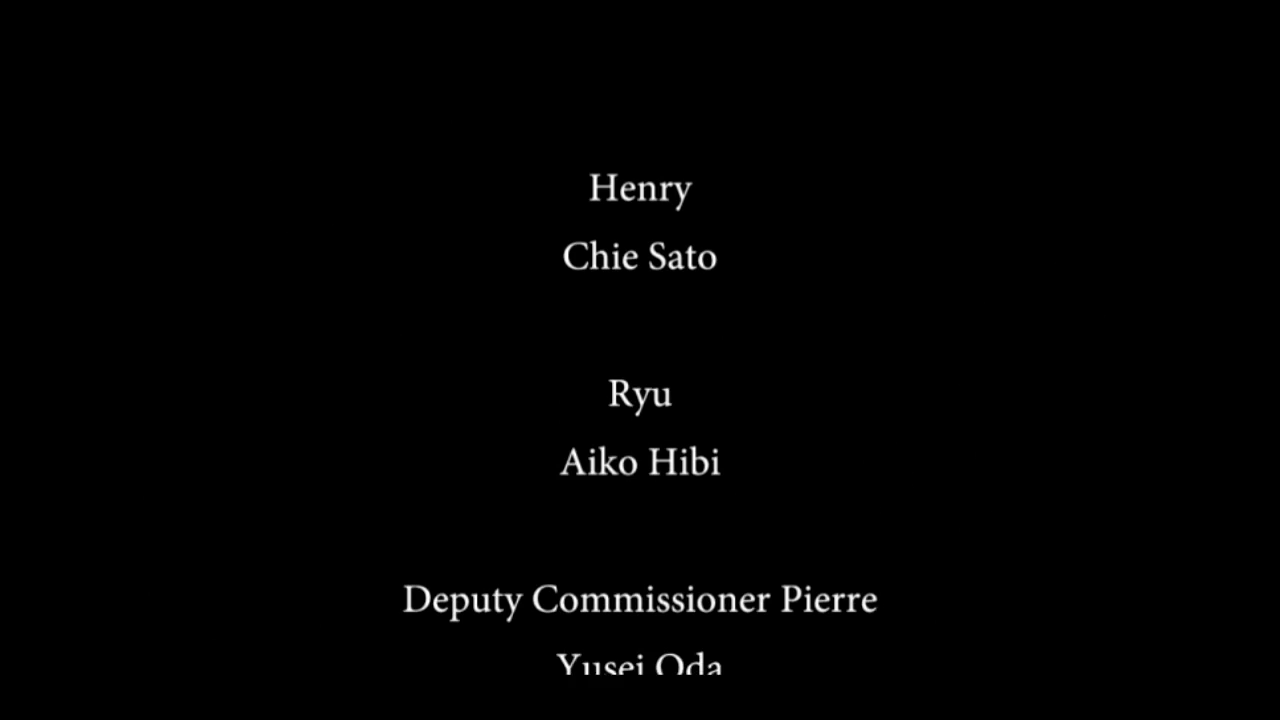 Henry
Chie Sato
Ryu
Aiko Hibi
Deputy Commissioner Pierre
Yusei Oda